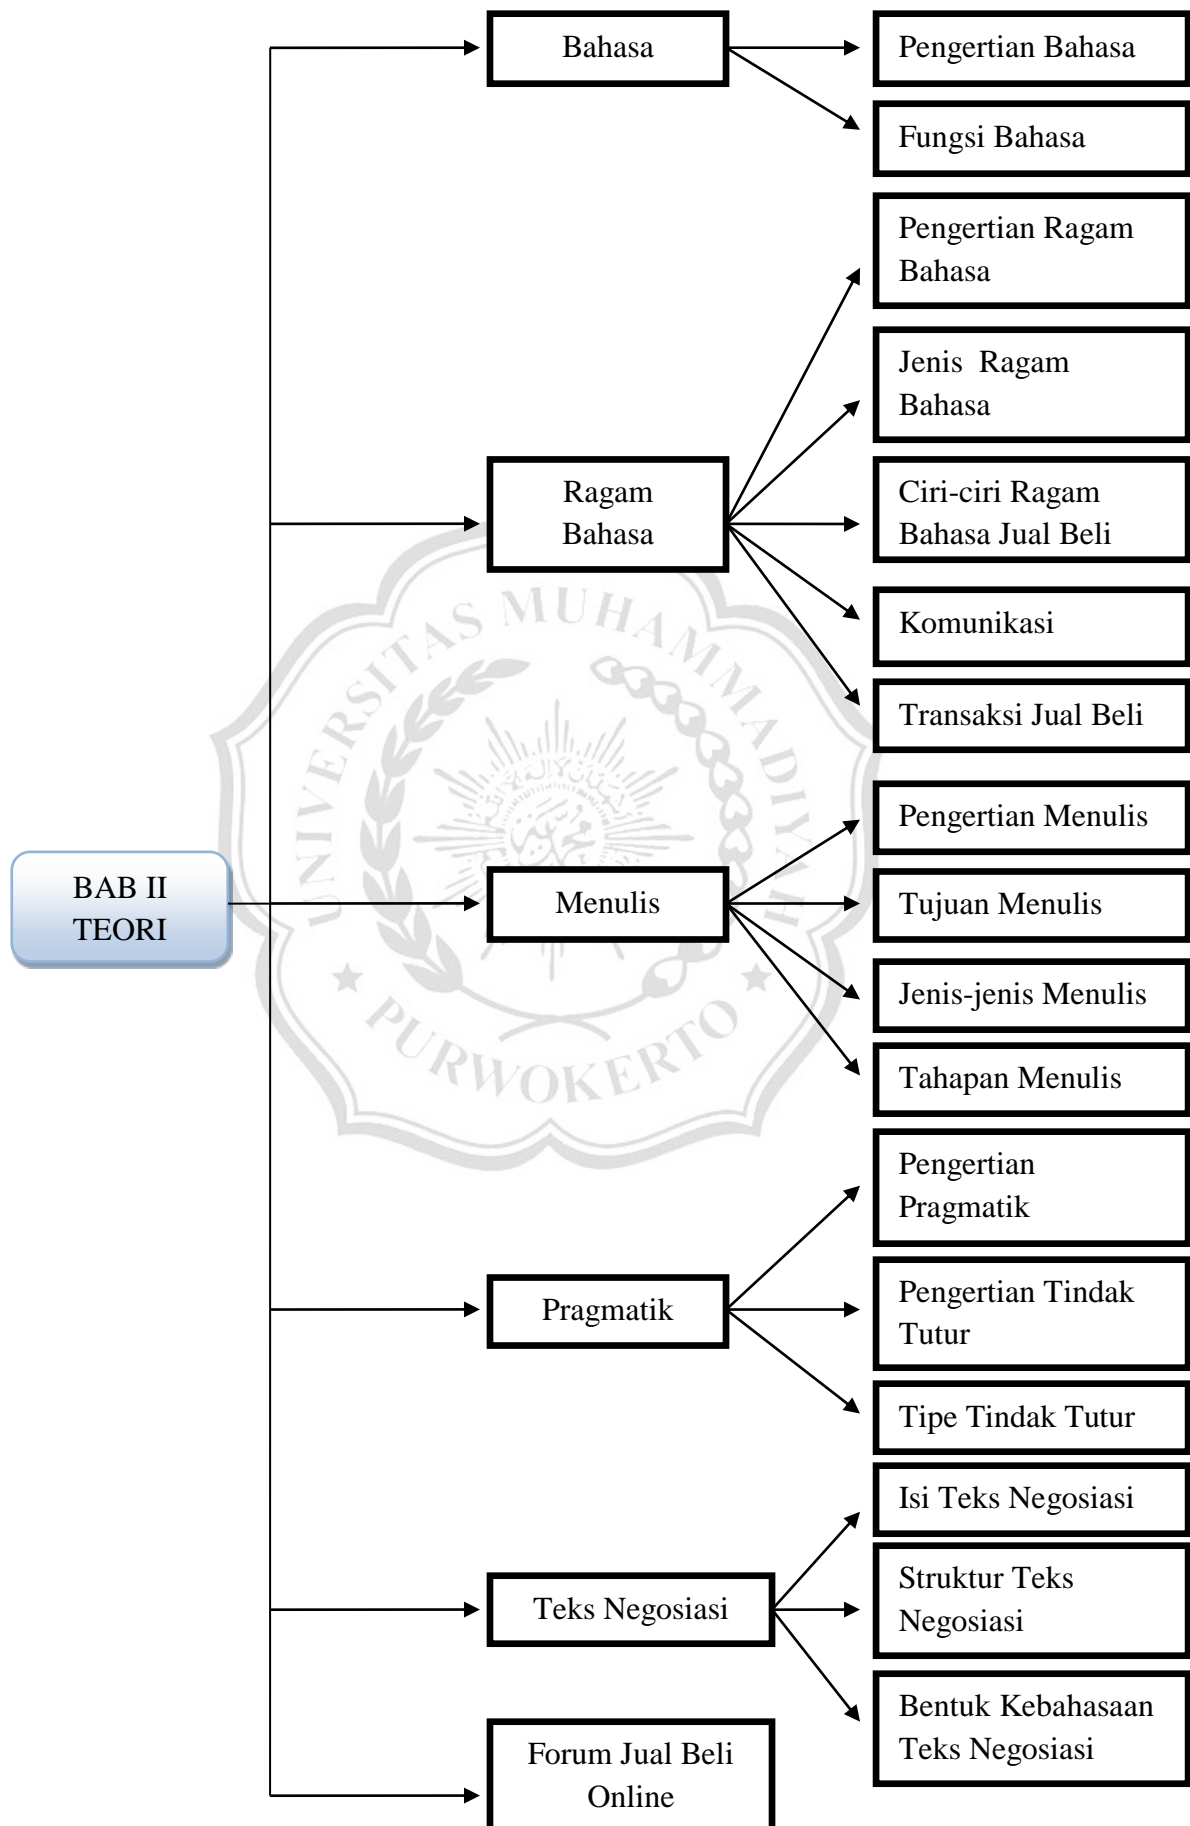 BAB II
TEORI
Bahasa
Pengertian Bahasa
Fungsi Bahasa
Ragam
Bahasa
Pengertian Ragam
Bahasa
Jenis Ragam
Bahasa
Ciri-ciri Ragam
Bahasa Jual Beli
Komunikasi
Transaksi Jual Beli
Menulis
Pengertian Menulis
Tujuan Menulis
Jenis-jenis Menulis
Tahapan Menulis
Pragmatik
Pengertian
Pragmatik
Pengertian Tindak
Tutur
Tipe Tindak Tutur
Teks Negosiasi
Isi Teks Negosiasi
Struktur Teks
Negosiasi
Bentuk Kebahasaan
Teks Negosiasi
Forum Jual Beli
Online
UNIVERSITAS MUHAMMADIYAH
PURWOKERTO